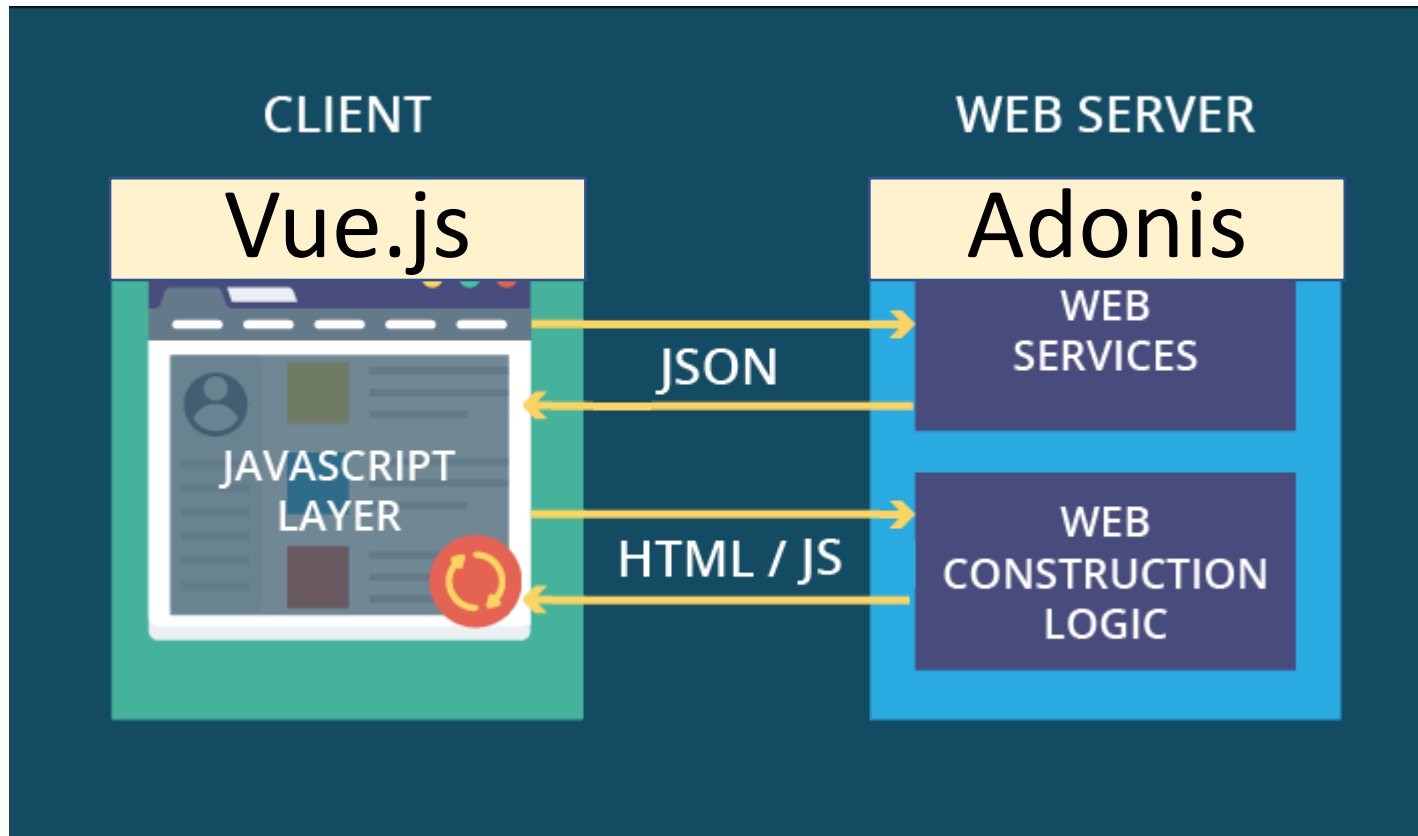 CLIENT
WEB SERVER
Vue.js
Adonis
WEB
SERVICES
JSON
JAVASCRIPT
LAYER
HTML / JS
WEB
CONSTRUCTION
LOGIC